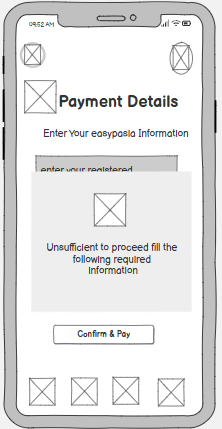 09:52 AM
Payment Details
Enter Your easypasia Information
enter your registered
Unsufficient to proceed fill the
following required
information
Confirm & Pay